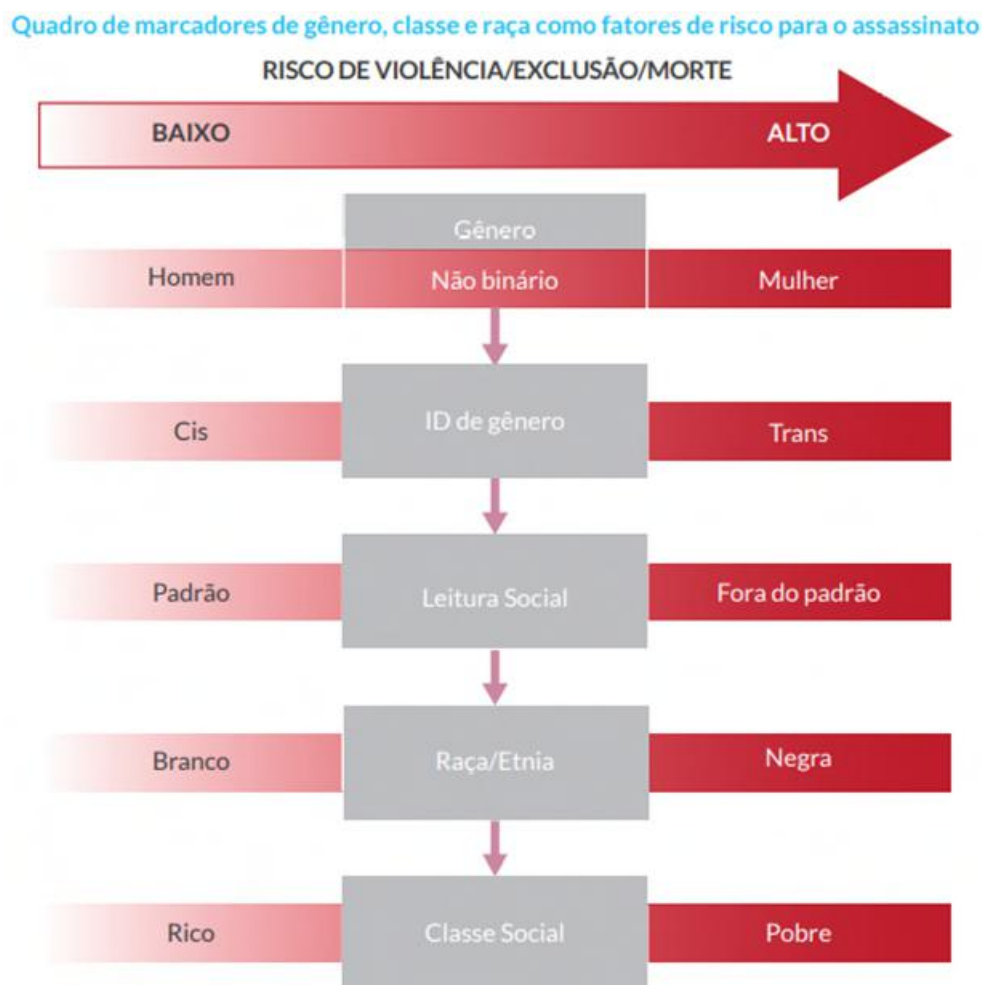 Quadro de marcadores de gênero, classe e raça como fatores de risco para o assassinato
RISCO DE VIOLÊNCIA/EXCLUSÃO/MORTE
BAIXO ALTO
Gênero
Homem Não binário Mulher
Cis ID de gênero Trans
Padrão Leitura Social Fora do padrão
Branco Raça/Etnia Negra
Rico Classe Social Pobre